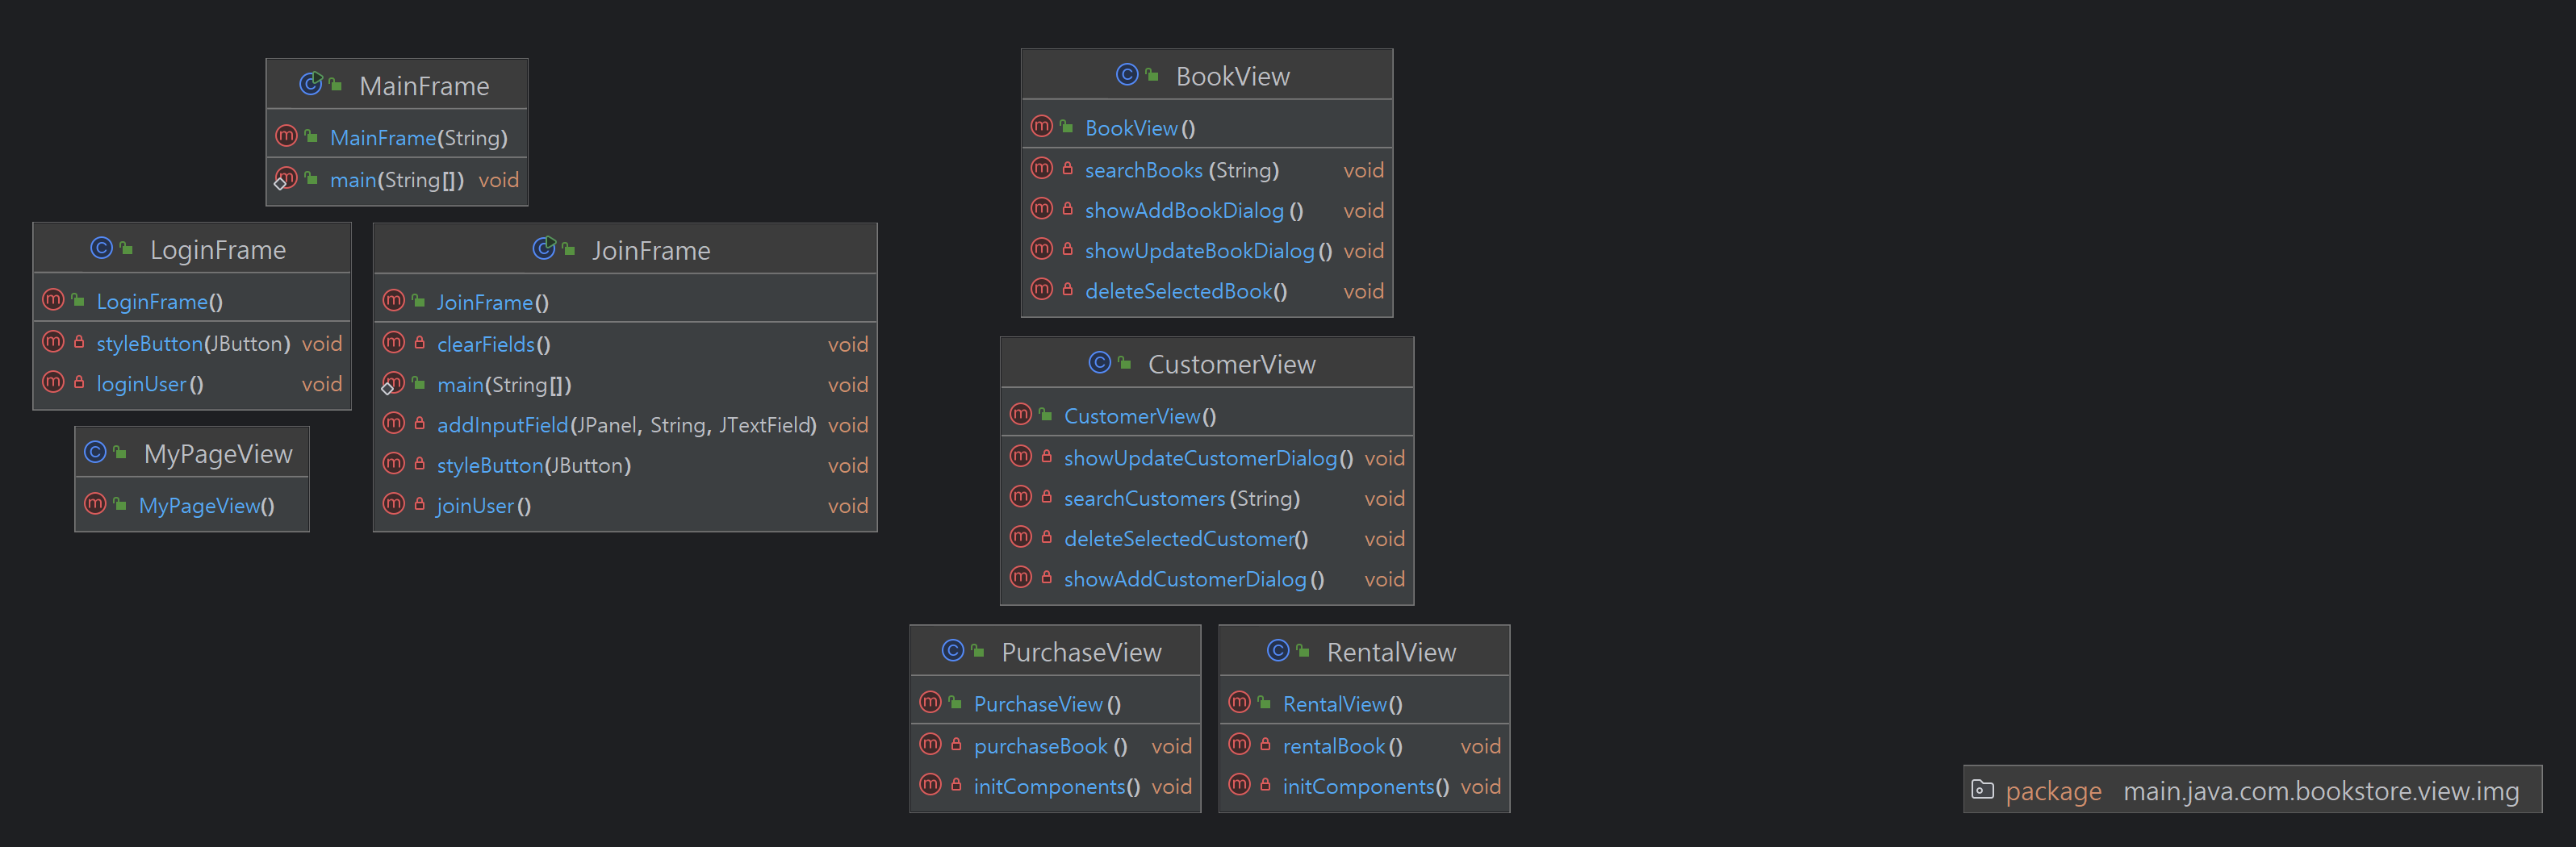 MainFrame
MainFrame(String)
main(String[]) void
LoginFrame
LoginFrame()
styleButton(JButton) void
loginUser() void
JoinFrame
JoinFrame()
clearFields() void
main(String[]) void
addInputField(JPanel, String, JTextField) void
styleButton(JButton) void
joinUser() void
MyPageView
MyPageView()
BookView
BookView()
searchBooks(String) void
showAddBookDialog() void
showUpdateBookDialog() void
deleteSelectedBook() void
CustomerView
CustomerView()
showUpdateCustomerDialog() void
searchCustomers(String) void
deleteSelectedCustomer() void
showAddCustomerDialog() void
PurchaseView
PurchaseView()
purchaseBook() void
initComponents() void
RentalView
RentalView()
rentalBook() void
initComponents() void
package main.java.com.bookstore.view.img